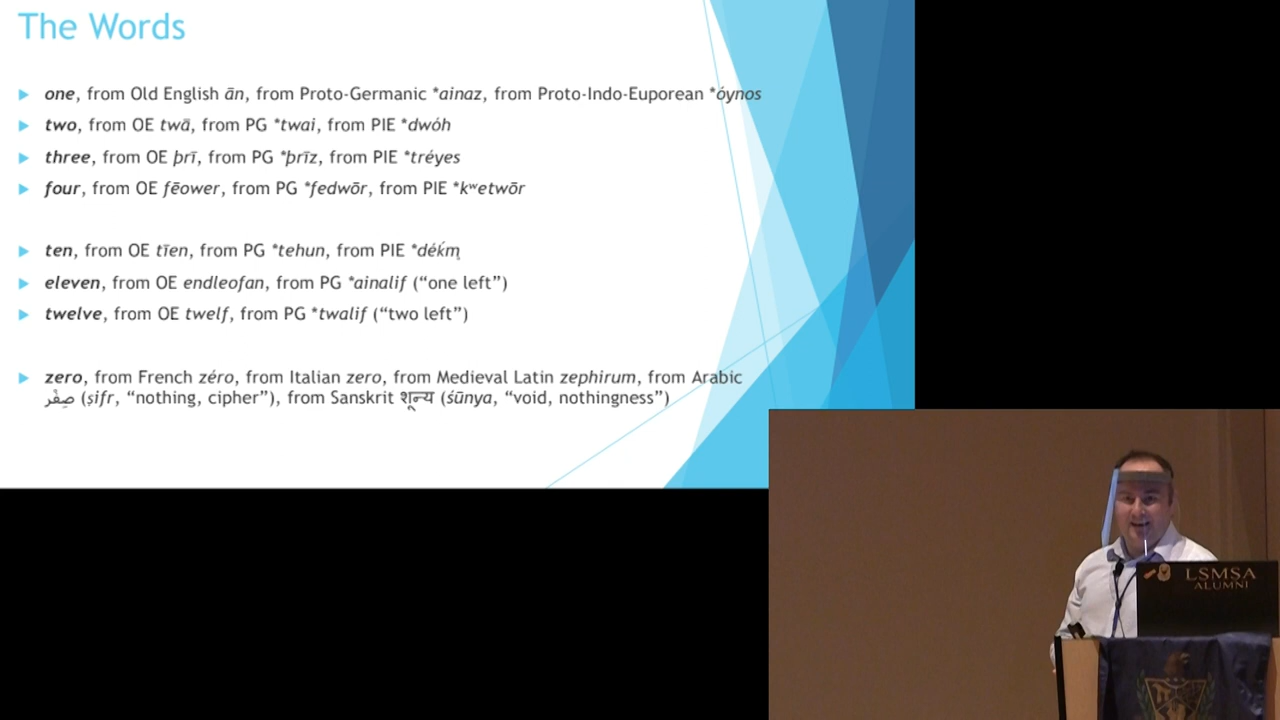 The Words
one, from Old English ān, from Proto-Germanic *ainaz, from Proto-Indo-Euporean *óynos
two, from OE twā, from PG *twai, from PIE *dwóh
three, from OE þrī, from PG *þrīz, from PIE *tréyes
four, from OE fēower, from PG *fedwōr, from PIE *kʷetwōr
ten, from OE tīen, from PG *tehun, from PIE *déḱm̥
eleven, from OE endleofan, from PG *ainalif (“one left”)
twelve, from OE twelf, from PG *twalif (“two left”)
zero, from French zéro, from Italian zero, from Medieval Latin zephirum, from Arabic
صِفْر (ṣifr, “nothing, cipher”), from Sanskrit शून्य (śūnya, “void, nothingness”)
LSMSA
ALUMNI